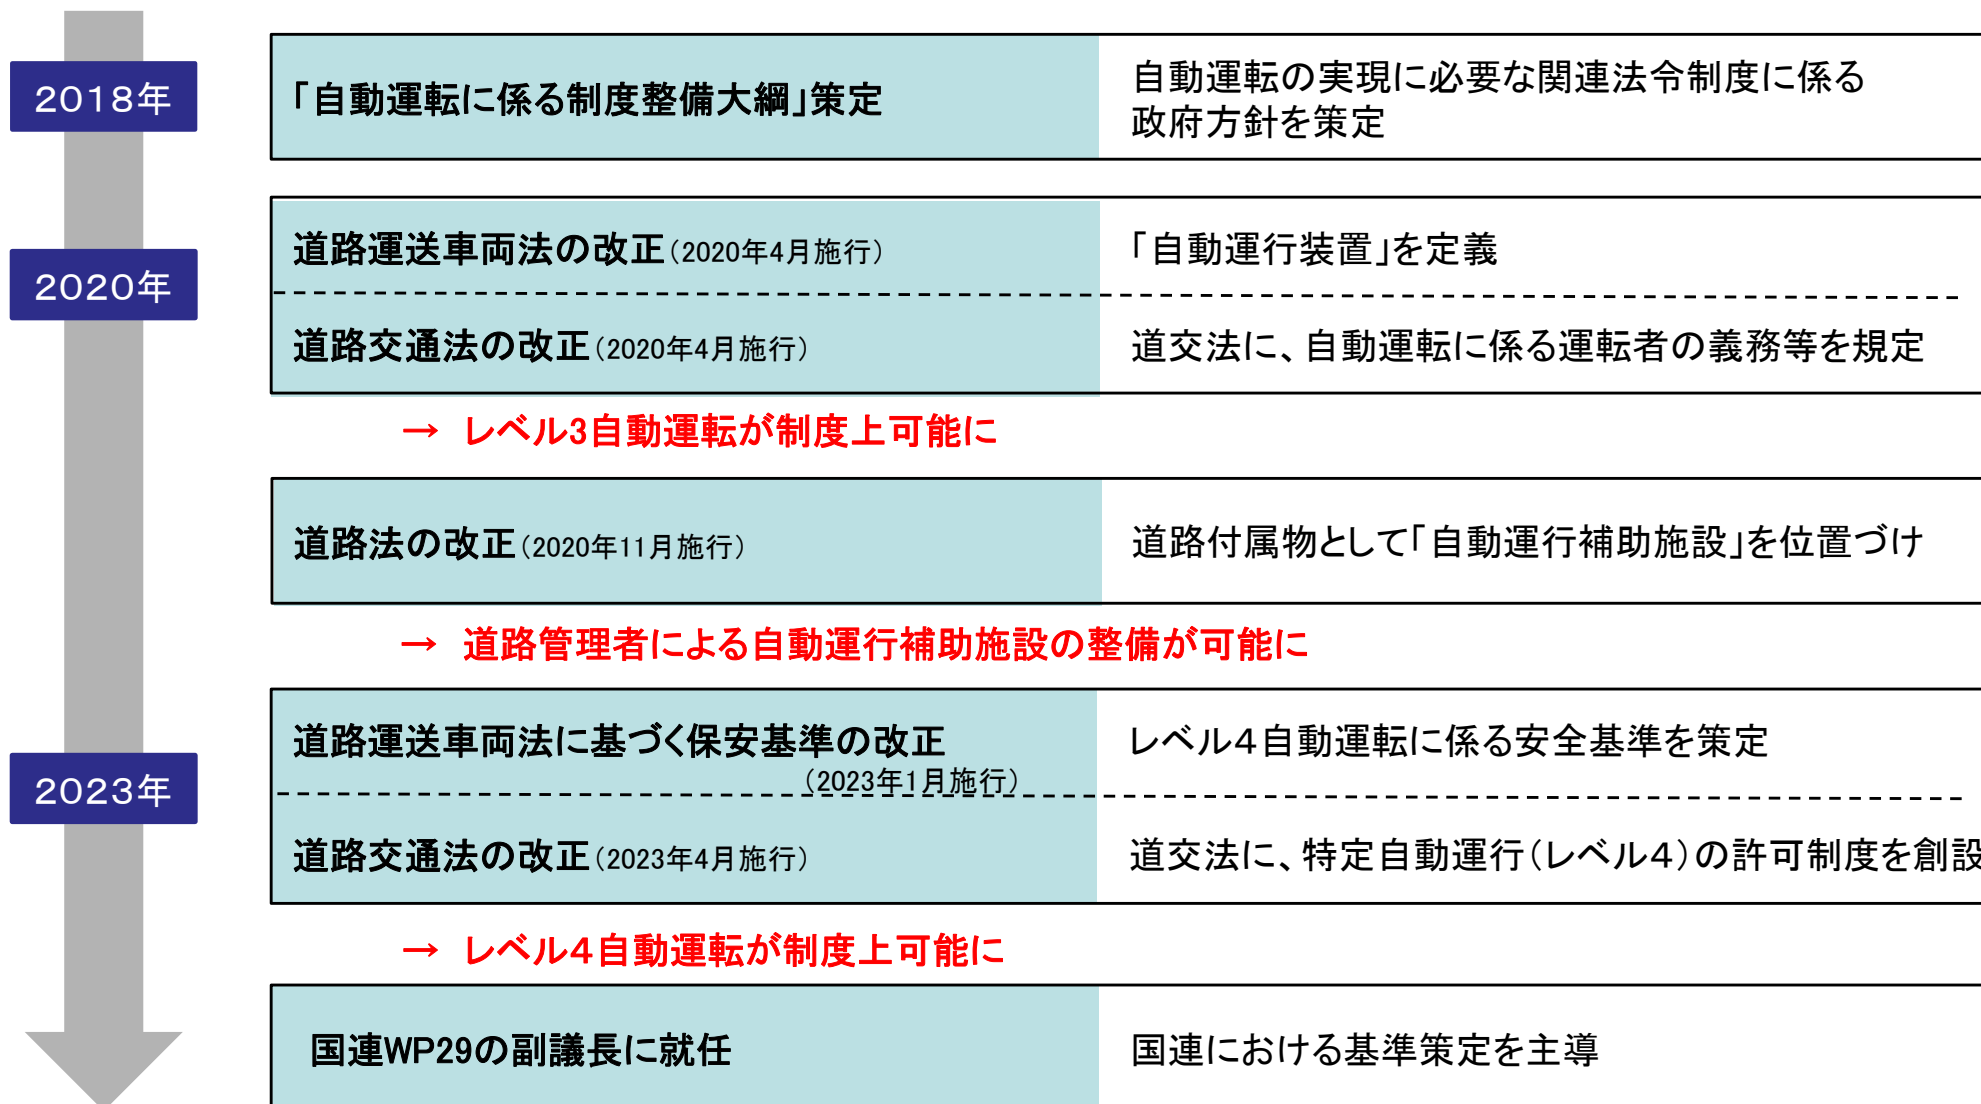 2018年
「自動運転に係る制度整備大綱」策定
自動運転の実現に必要な関連法令制度に係る
政府方針を策定
2020年
道路運送車両法の改正（2020年4月施行）
「自動運行装置」を定義
道路交通法の改正（2020年4月施行）
道交法に、自動運転に係る運転者の義務等を規定
→ レベル3自動運転が制度上可能に
道路法の改正（2020年11月施行）
道路付属物として「自動運行補助施設」を位置づけ
→ 道路管理者による自動運行補助施設の整備が可能に
2023年
道路運送車両法に基づく保安基準の改正
（2023年1月施行）
レベル４自動運転に係る安全基準を策定
道路交通法の改正（2023年4月施行）
道交法に、特定自動運行（レベル４）の許可制度を創設
→ レベル４自動運転が制度上可能に
国連WP29の副議長に就任
国連における基準策定を主導